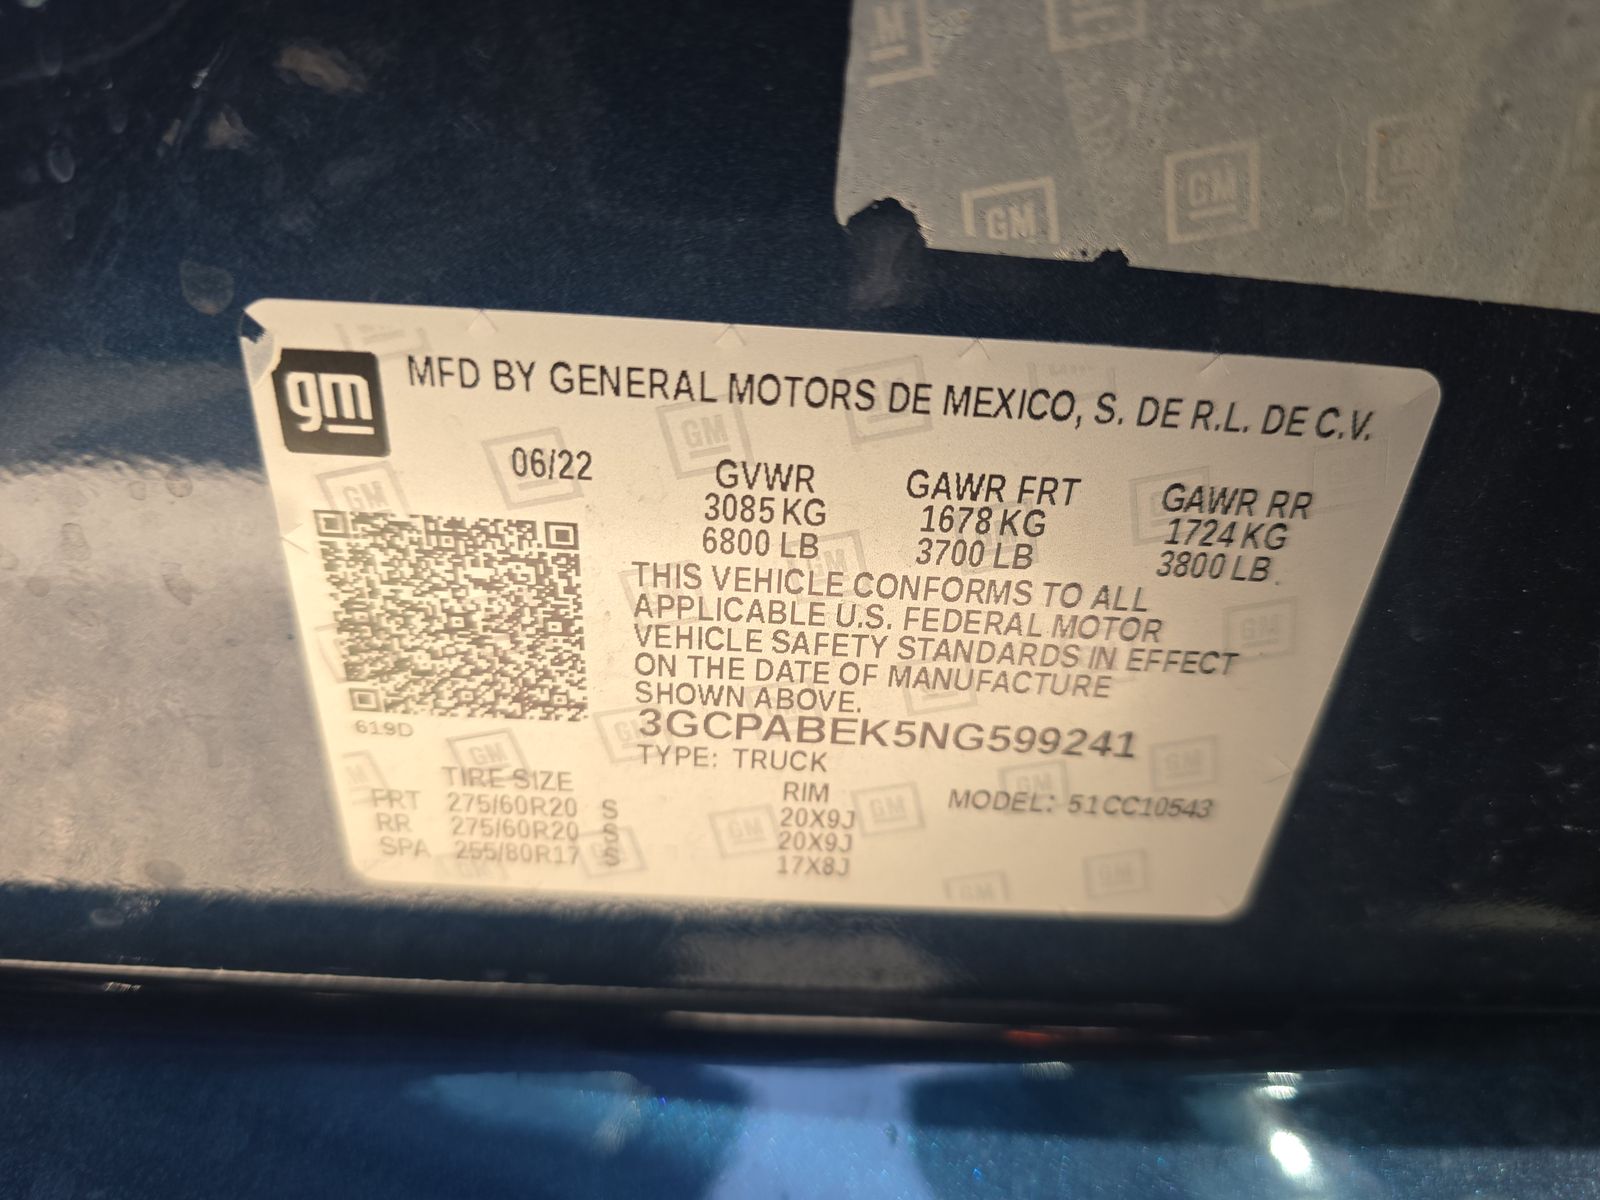 gm
MFD BY GENERAL MOTORS DE MEXICO, S. DE R.L. DE C.V.
06/22
GVWR GAWR FRT GAWR RR
3085 KG 1678 KG 1724 KG
6800 LB 3700 LB 3800 LB
THIS VEHICLE CONFORMS TO ALL
APPLICABLE U.S. FEDERAL MOTOR
VEHICLE SAFETY STANDARDS IN EFFECT
ON THE DATE OF MANUFACTURE
SHOWN ABOVE.
3GCPABEK5NG599241
TYPE: TRUCK
619D
TIRE SIZE RIM MODEL: 51CC10543
FRT 275/60R20 S 20X9J
RR 275/60R20 S 20X9J
SPA 255/80R17 S 17X8J